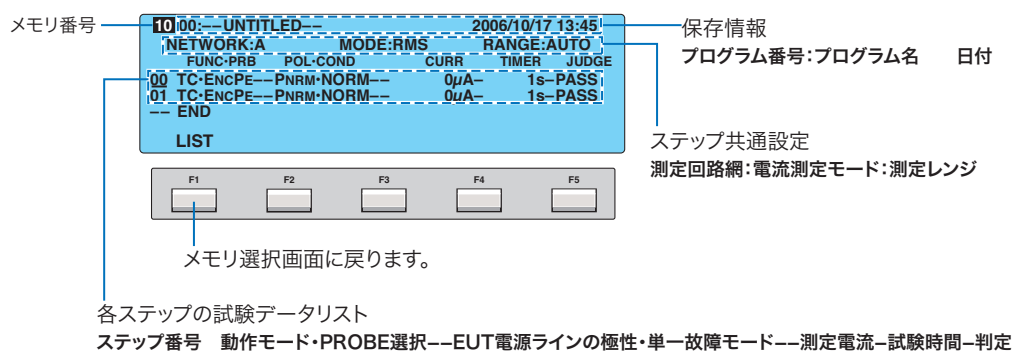 メモリ番号
10 00:−−UNTITLED−− 2006/10/17 13:45
保存情報
プログラム番号：プログラム名 日付
NETWORK:A MODE:RMS RANGE:AUTO
FUNC•PRB POL•COND CURR TIMER JUDGE
00 TC•ENCPE−−PNRM•NORM−− 0μA− 1s−PASS
01 TC•ENCPE−−PNRM•NORM−− 0μA− 1s−PASS
−− END
LIST
ステップ共通設定
測定回路網：電流測定モード：測定レンジ
F1 F2 F3 F4 F5
メモリ選択画面に戻ります。
各ステップの試験データリスト
ステップ番号 動作モード・PROBE選択−−EUT電源ラインの極性・単一故障モード−−測定電流−試験時間−判定